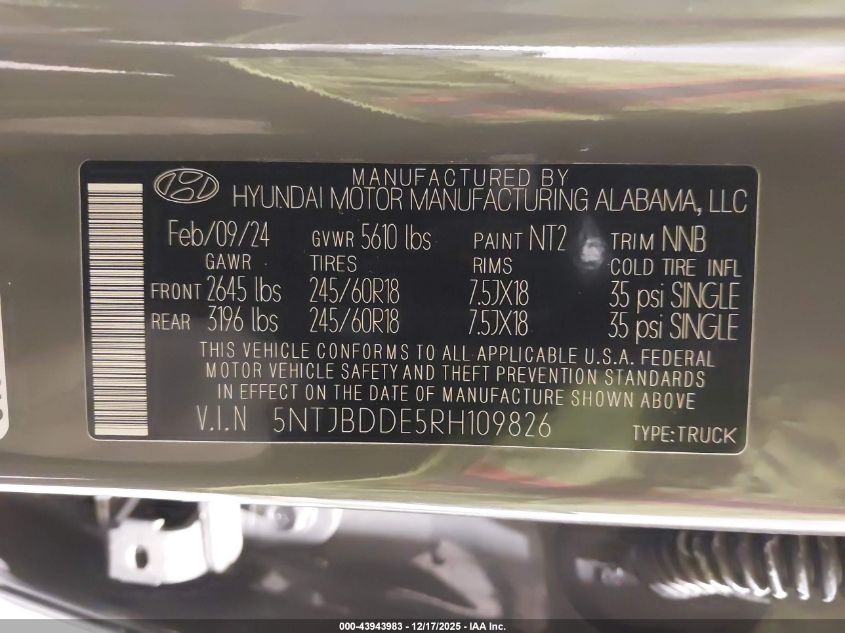 MANUFACTURED BY
HYUNDAI MOTOR MANUFACTURING ALABAMA, LLC
Feb/09/24 GVWR 5610 lbs PAINT NT2 TRIM NNB
GAWR TIRES RIMS COLD TIRE INFL
FRONT 2645 lbs 245/60R18 7.5JX18 35 psi SINGLE
REAR 3196 lbs 245/60R18 7.5JX18 35 psi SINGLE
THIS VEHICLE CONFORMS TO ALL APPLICABLE U.S.A. FEDERAL
MOTOR VEHICLE SAFETY AND THEFT PREVENTION STANDARDS
IN EFFECT ON THE DATE OF MANUFACTURE SHOWN ABOVE
V.I.N 5NTJBDDE5RH109826 TYPE:TRUCK
000-43943983 - 12/17/2025 - IAA Inc.